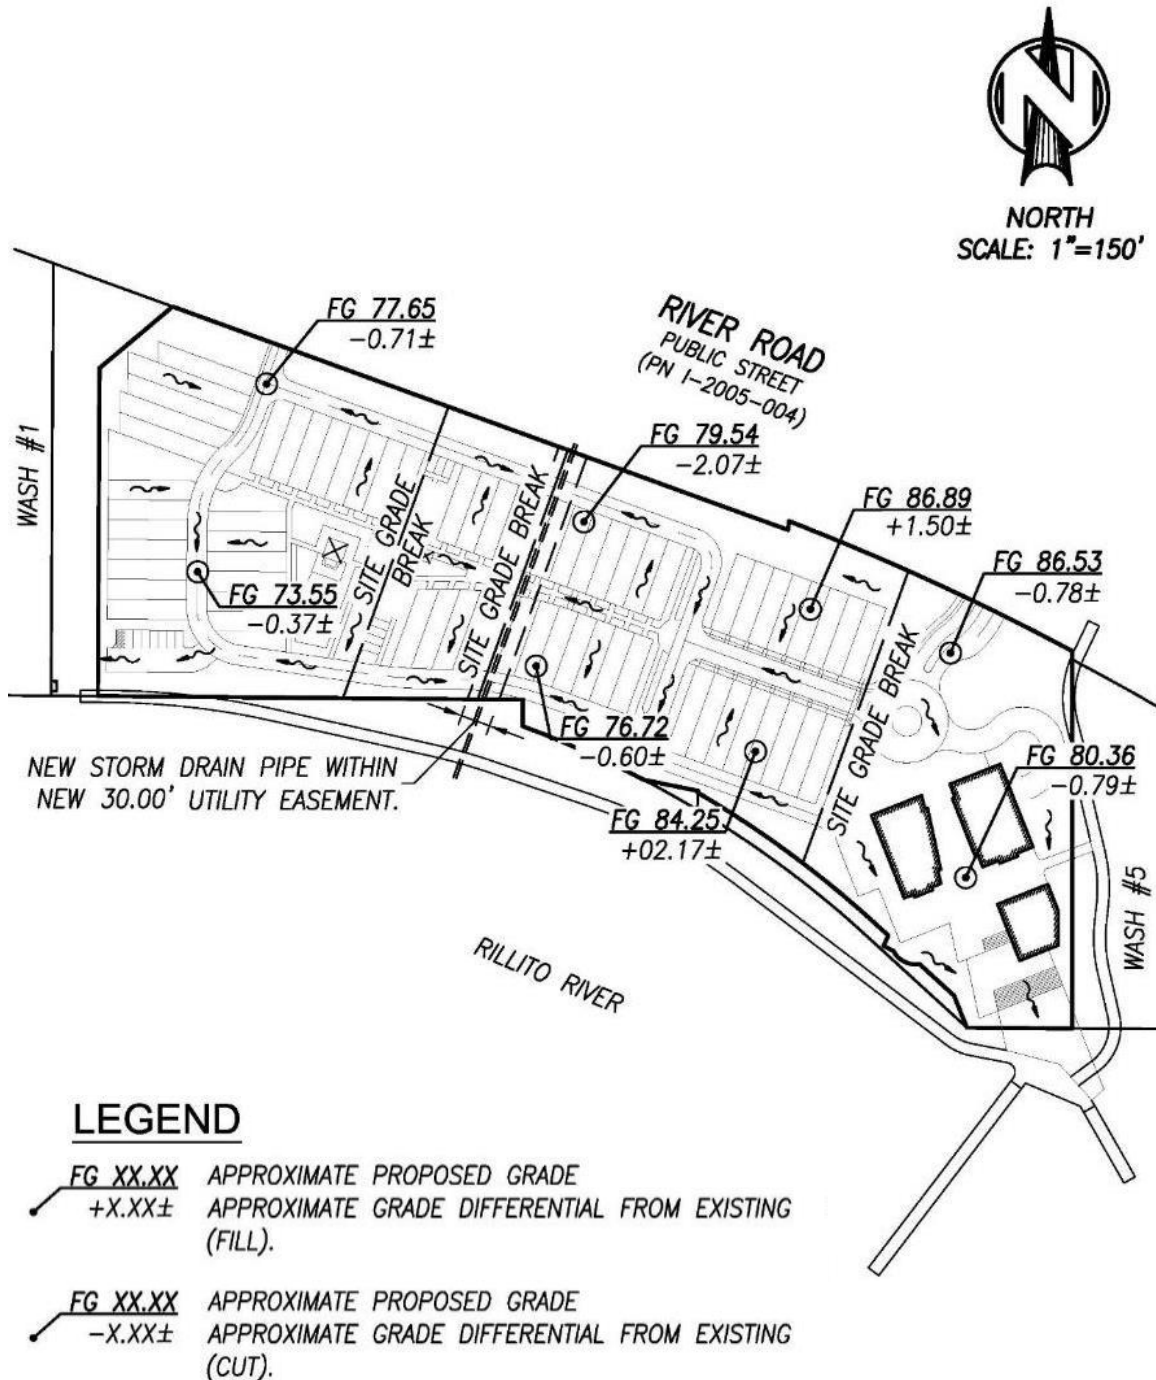 N
NORTH
SCALE: 1"=150'
FG 77.65
-0.71±
RIVER ROAD
PUBLIC STREET
(PN I-2005-004)
FG 79.54
-2.07±
FG 86.89
+1.50±
FG 86.53
-0.78±
WASH #1
SITE GRADE
BREAK
SITE GRADE BREAK
FG 73.55
-0.37±
SITE GRADE BREAK
FG 76.72
-0.60±
FG 80.36
-0.79±
NEW STORM DRAIN PIPE WITHIN
NEW 30.00' UTILITY EASEMENT.
FG 84.25
+02.17±
WASH #5
RILLITO RIVER
LEGEND
FG XX.XX APPROXIMATE PROPOSED GRADE
+X.XX± APPROXIMATE GRADE DIFFERENTIAL FROM EXISTING
(FILL).
FG XX.XX APPROXIMATE PROPOSED GRADE
-X.XX± APPROXIMATE GRADE DIFFERENTIAL FROM EXISTING
(CUT).